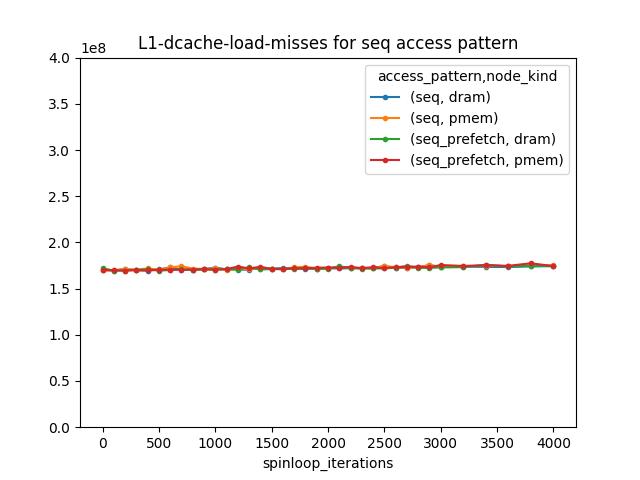 L1-dcache-load-misses for seq access pattern
1e8
4.0
3.5
3.0
2.5
2.0
1.5
1.0
0.5
0.0
access_pattern,node_kind
(seq, dram)
(seq, pmem)
(seq_prefetch, dram)
(seq_prefetch, pmem)
0 500 1000 1500 2000 2500 3000 3500 4000
spinloop_iterations